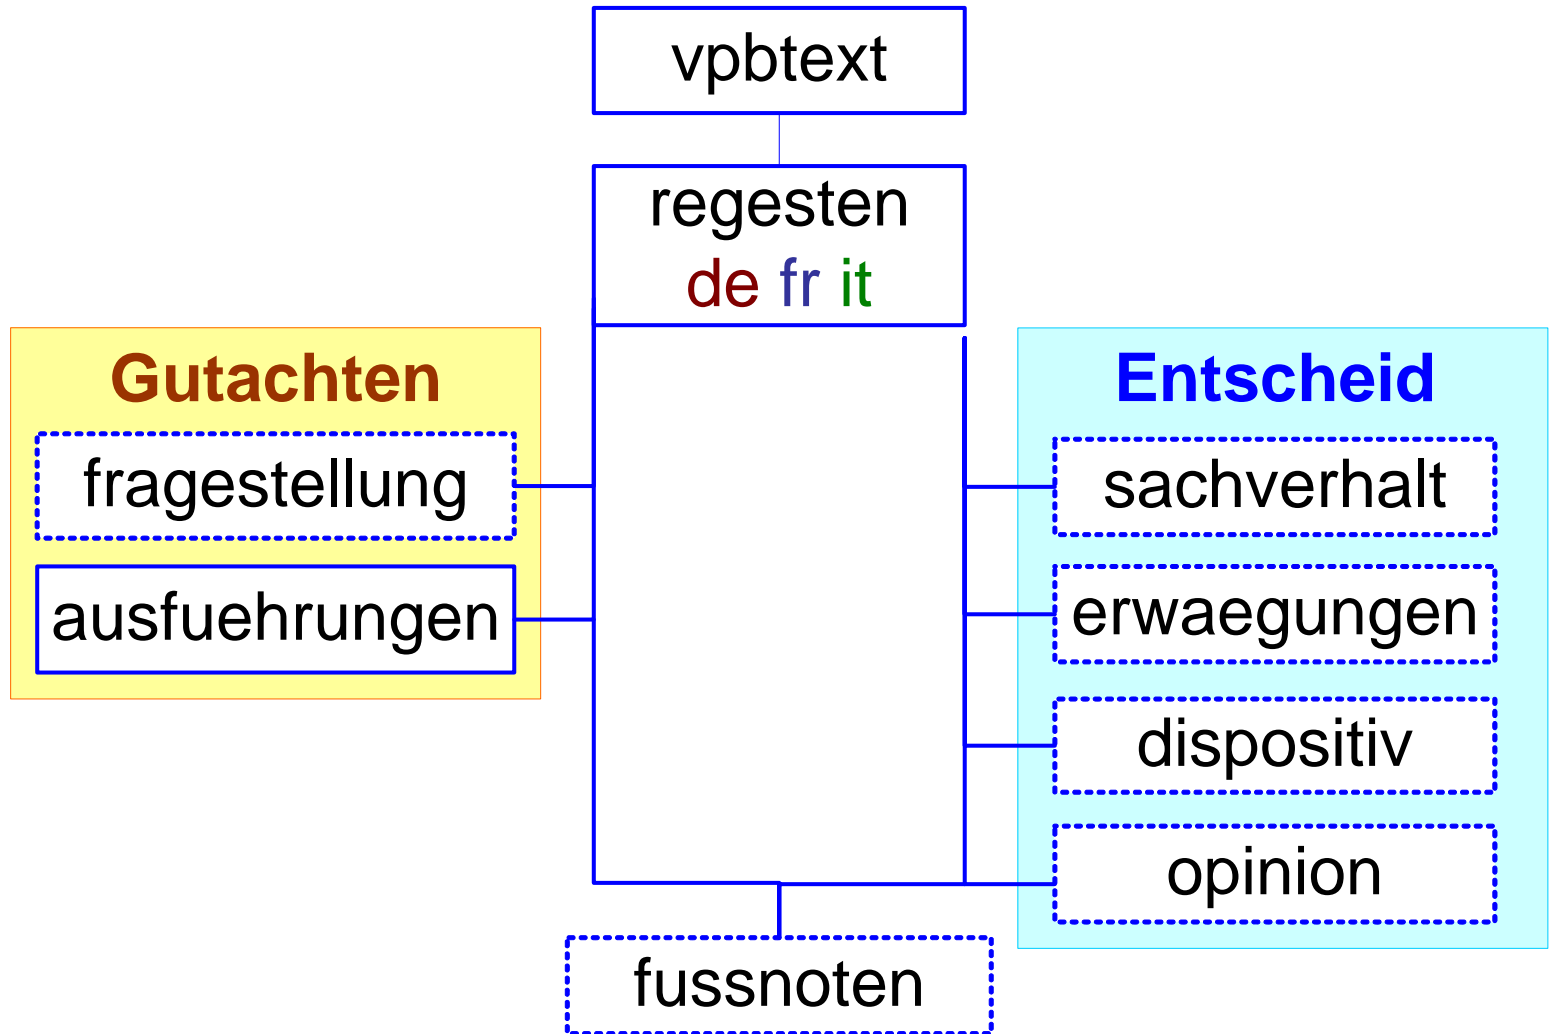 vpbtext
regesten
de fr it
Gutachten
fragestellung
ausfuehrungen
Entscheid
sachverhalt
erwaegungen
dispositiv
opinion
fussnoten